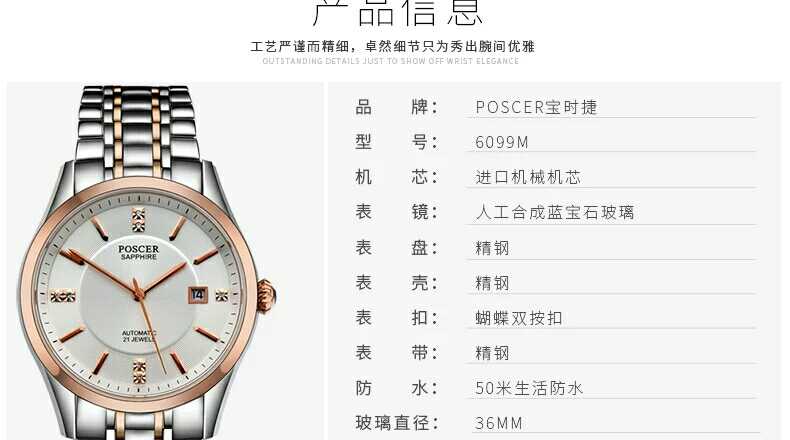 产品信息
工艺严谨而精细，卓然细节只为秀出腕间优雅
OUTSTANDING DETAILS JUST TO SHOW OFF WRIST ELEGANCE
POSCER
SAPPHIRE
14
AUTOMATIC
21 JEWELS
品牌： POSCER宝时捷
型号： 6099M
机芯： 进口机械机芯
表镜： 人工合成蓝宝石玻璃
表盘： 精钢
表壳： 精钢
表扣： 蝴蝶双按扣
表带： 精钢
防水： 50米生活防水
玻璃直径： 36MM